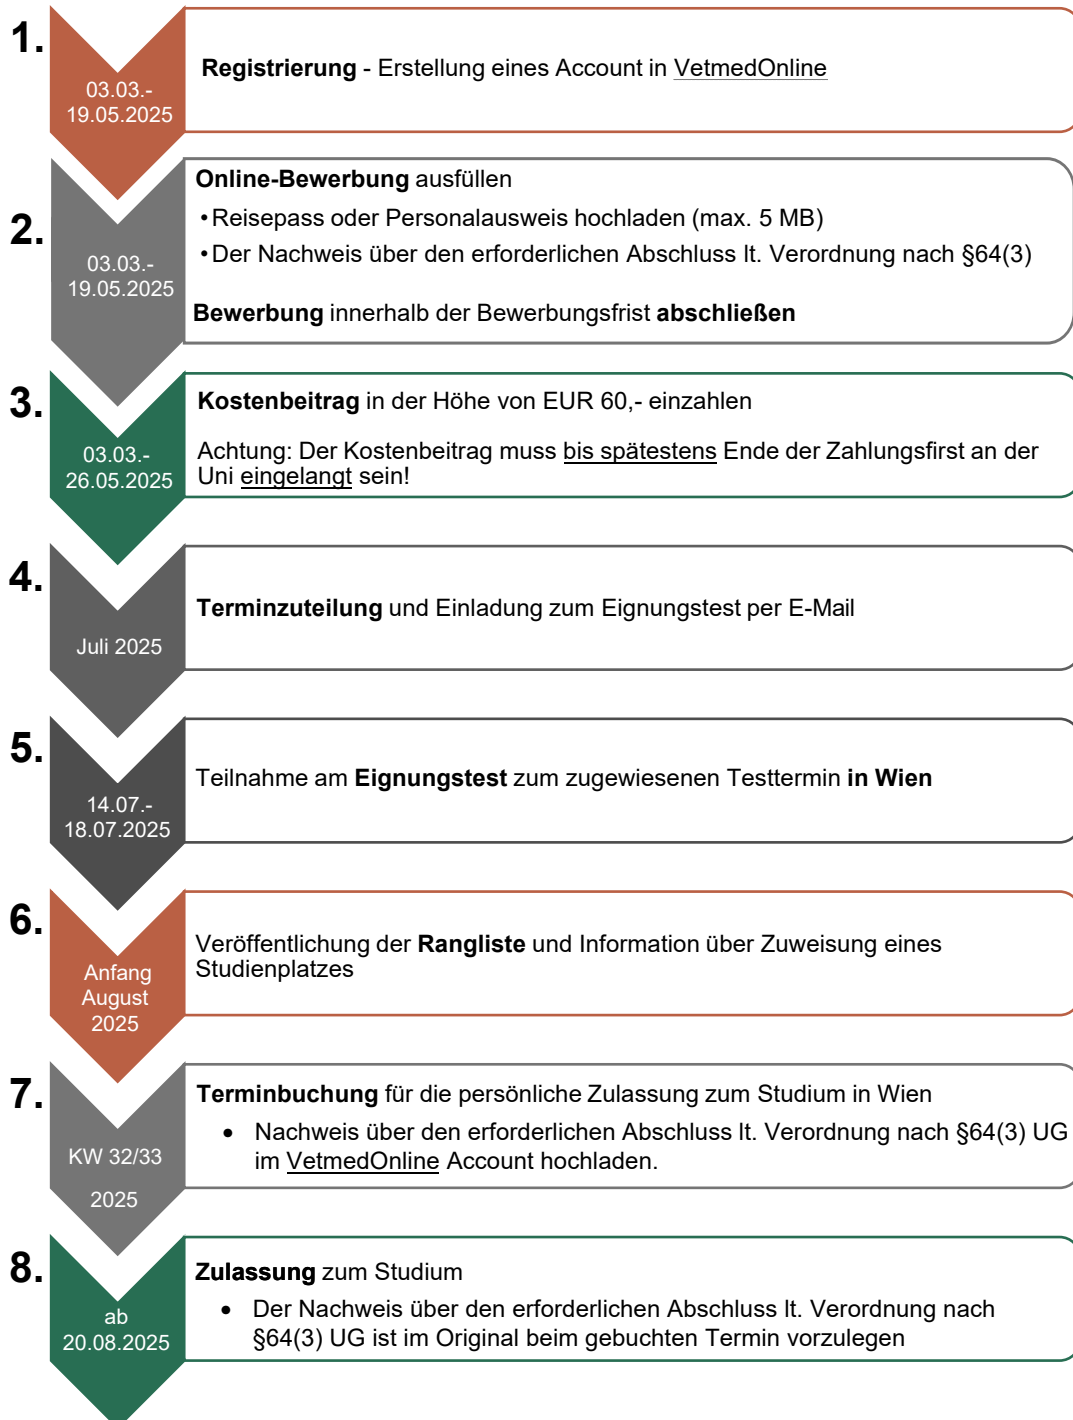 1.
03.03.-
19.05.2025
Registrierung - Erstellung eines Account in VetmedOnline
2.
03.03.-
19.05.2025
Online-Bewerbung ausfüllen
• Reisepass oder Personalausweis hochladen (max. 5 MB)
• Der Nachweis über den erforderlichen Abschluss lt. Verordnung nach §64(3)
Bewerbung innerhalb der Bewerbungsfrist abschließen
3.
03.03.-
26.05.2025
Kostenbeitrag in der Höhe von EUR 60,- einzahlen
Achtung: Der Kostenbeitrag muss bis spätestens Ende der Zahlungsfirst an der
Uni eingelangt sein!
4.
Juli 2025
Terminzuteilung und Einladung zum Eignungstest per E-Mail
5.
14.07.-
18.07.2025
Teilnahme am Eignungstest zum zugewiesenen Testtermin in Wien
6.
Anfang
August
2025
Veröffentlichung der Rangliste und Information über Zuweisung eines
Studienplatzes
7.
KW 32/33
2025
Terminbuchung für die persönliche Zulassung zum Studium in Wien
• Nachweis über den erforderlichen Abschluss lt. Verordnung nach §64(3) UG
im VetmedOnline Account hochladen.
8.
ab
20.08.2025
Zulassung zum Studium
• Der Nachweis über den erforderlichen Abschluss lt. Verordnung nach
§64(3) UG ist im Original beim gebuchten Termin vorzulegen